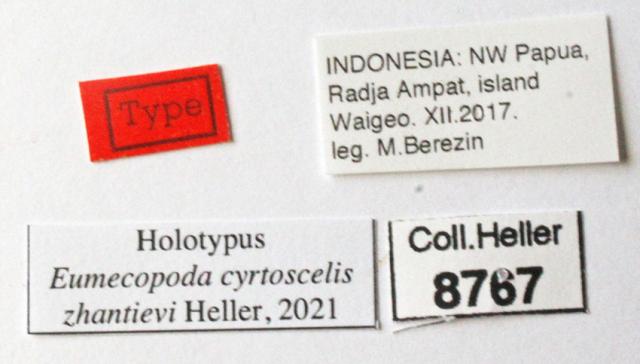 Type
INDONESIA: NW Papua,
Radja Ampat, island
Waigeo. XII.2017.
leg. M.Berezin
Holotypus
Eumecopoda cyrtoscelis
zhantievi Heller, 2021
Coll.Heller
8767